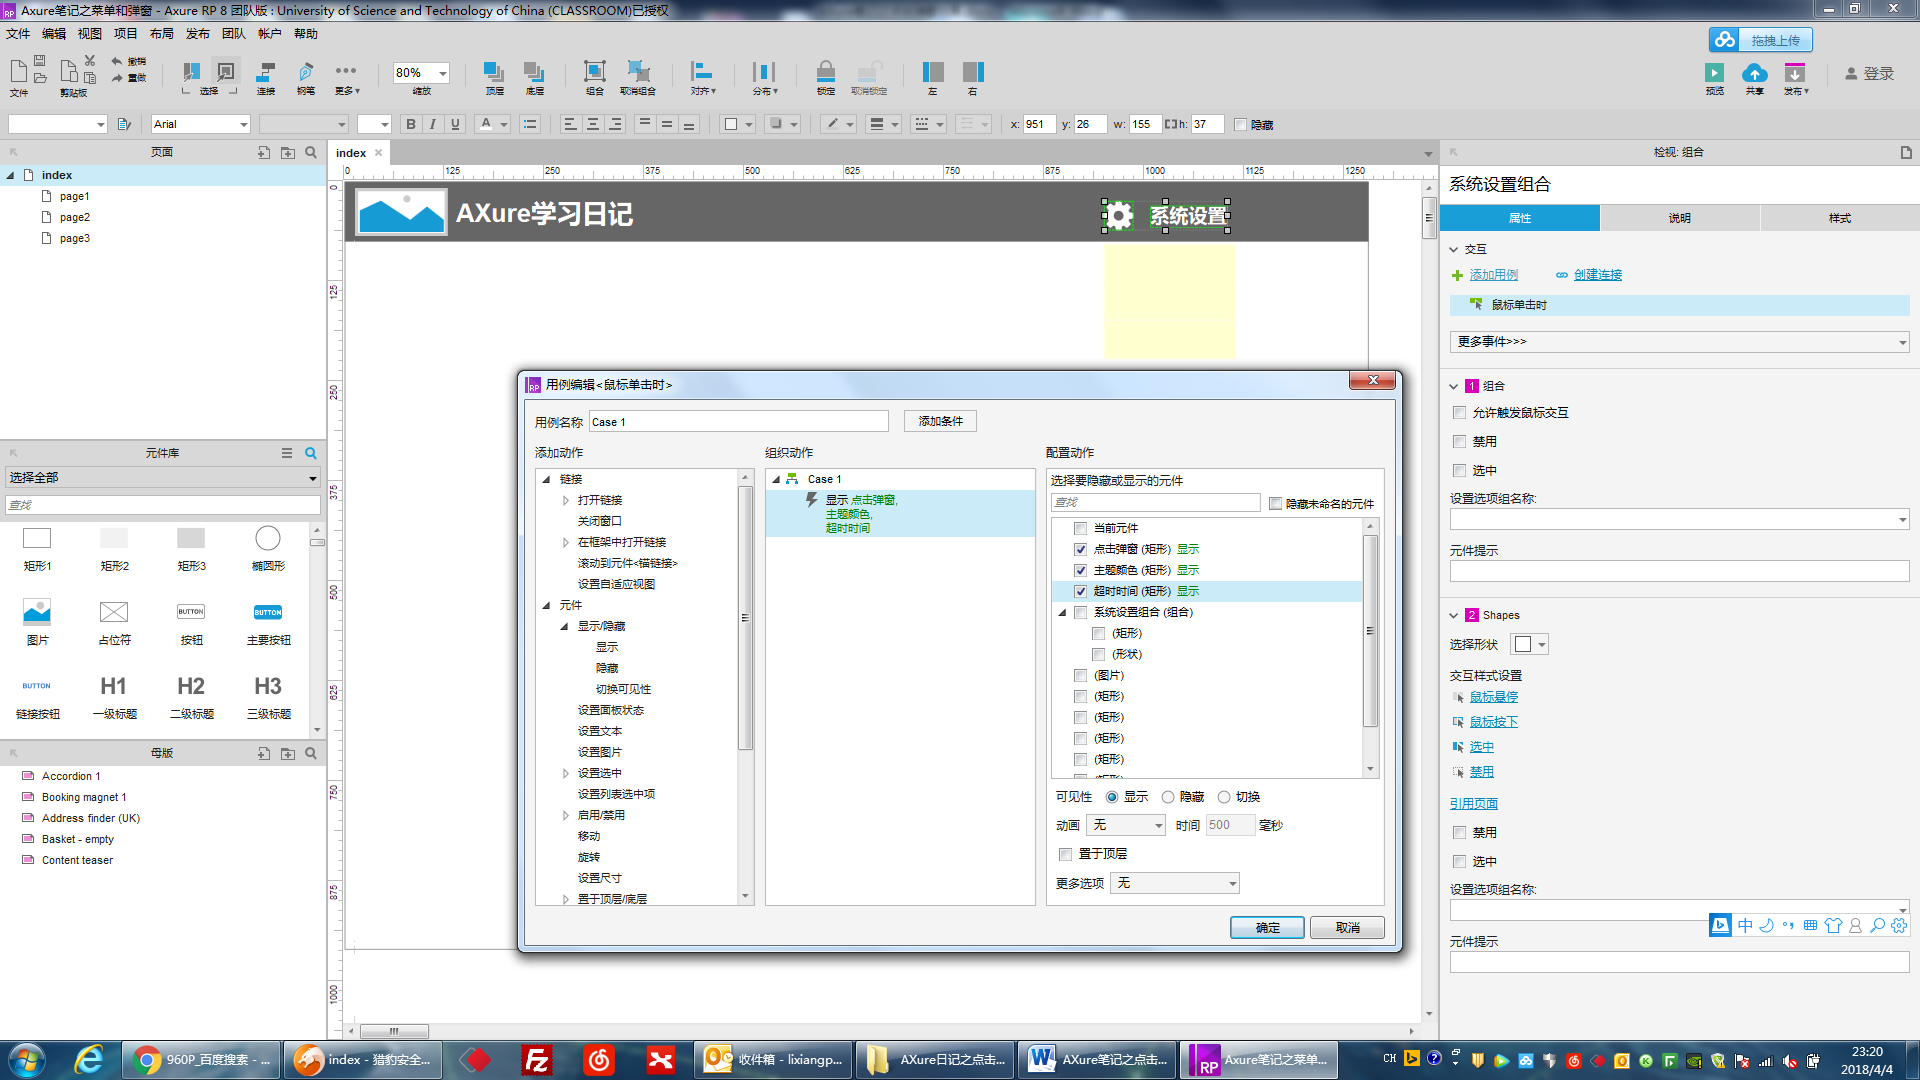 Axure笔记之菜单和弹窗 - Axure RP 8 团队版 : University of Science and Technology of China (CLASSROOM)已授权
文件 编辑 视图 项目 布局 发布 团队 帐户 帮助
拖拽上传
撤销
重做
文件 剪贴板 选择 连接 钢笔 更多
80%
缩放 顶层 底层 组合 取消组合 对齐 分布 锁定 取消锁定 左 右
预览 共享 发布 登录
Arial
x: 951 y: 26 w: 155 h: 37 隐藏
页面
index
page1
page2
page3
index
0 125 250 375 500 625 750 875 1000 1125 1250
0
125
250
375
500
625
750
875
1000
AXure学习日记
系统设置
元件库
选择全部
查找
矩形1 矩形2 矩形3 椭圆形
BUTTON BUTTON
图片 占位符 按钮 主要按钮
BUTTON H1 H2 H3
链接按钮 一级标题 二级标题 三级标题
母版
Accordion 1
Booking magnet 1
Address finder (UK)
Basket - empty
Content teaser
用例编辑<鼠标单击时>
用例名称 Case 1 添加条件
添加动作
链接
打开链接
关闭窗口
在框架中打开链接
滚动到元件<锚链接>
设置自适应视图
元件
显示/隐藏
显示
隐藏
切换可见性
设置面板状态
设置文本
设置图片
设置选中
设置列表选中项
启用/禁用
移动
旋转
设置尺寸
置于顶层/底层
组织动作
Case 1
显示 点击弹窗,
主题颜色,
超时时间
配置动作
选择要隐藏或显示的元件
查找 隐藏未命名的元件
当前元件
点击弹窗 (矩形) 显示
主题颜色 (矩形) 显示
超时时间 (矩形) 显示
系统设置组合 (组合)
(矩形)
(形状)
(图片)
(矩形)
(矩形)
(矩形)
(矩形)
(矩形)
可见性 显示 隐藏 切换
动画 无 时间 500 毫秒
置于顶层
更多选项 无
确定 取消
检视: 组合
系统设置组合
属性 说明 样式
交互
添加用例 创建连接
鼠标单击时
更多事件>>>
1 组合
允许触发鼠标交互
禁用
选中
设置选项组名称:
元件提示
2 Shapes
选择形状
交互样式设置
鼠标悬停
鼠标按下
选中
禁用
引用页面
禁用
选中
设置选项组名称:
中
元件提示
960P_百度搜索 - ...
index - 猎豹安全...
收件箱 - lixiangp...
AXure日记之点击...
AXure笔记之点击...
Axure笔记之菜单...
CH
23:20
2018/4/4